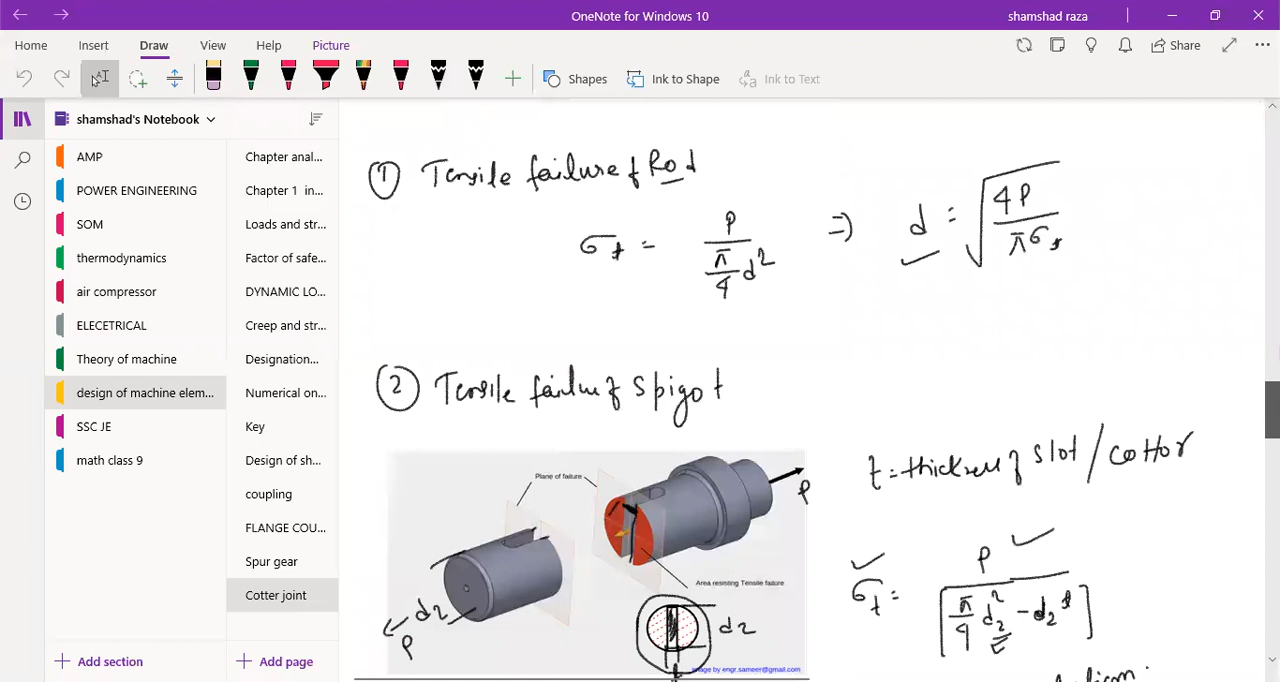 OneNote for Windows 10
shamshad raza
Home Insert Draw View Help Picture
Share
Shapes
Ink to Shape
Ink to Text
shamshad's Notebook
AMP
POWER ENGINEERING
SOM
thermodynamics
air compressor
ELECETRICAL
Theory of machine
design of machine elem...
SSC JE
math class 9
Add section
Chapter anal...
Chapter 1 in...
Loads and str...
Factor of safe...
DYNAMIC LO...
Creep and str...
Designation...
Numerical on...
Key
Design of sh...
coupling
FLANGE COU...
Spur gear
Cotter joint
Add page
① Tensile failure of Rod
σt = P / (π/4 d²) ⇒ d = √(4P / πσt)
② Tensile failure of Spigot
Plane of failure
P
Area resisting Tensile failure
d2
P
d2
t
image by engr.sameer@gmail.com
t = thickness of slot / cottor
σt = P / [π/4 d2² - d2 t]